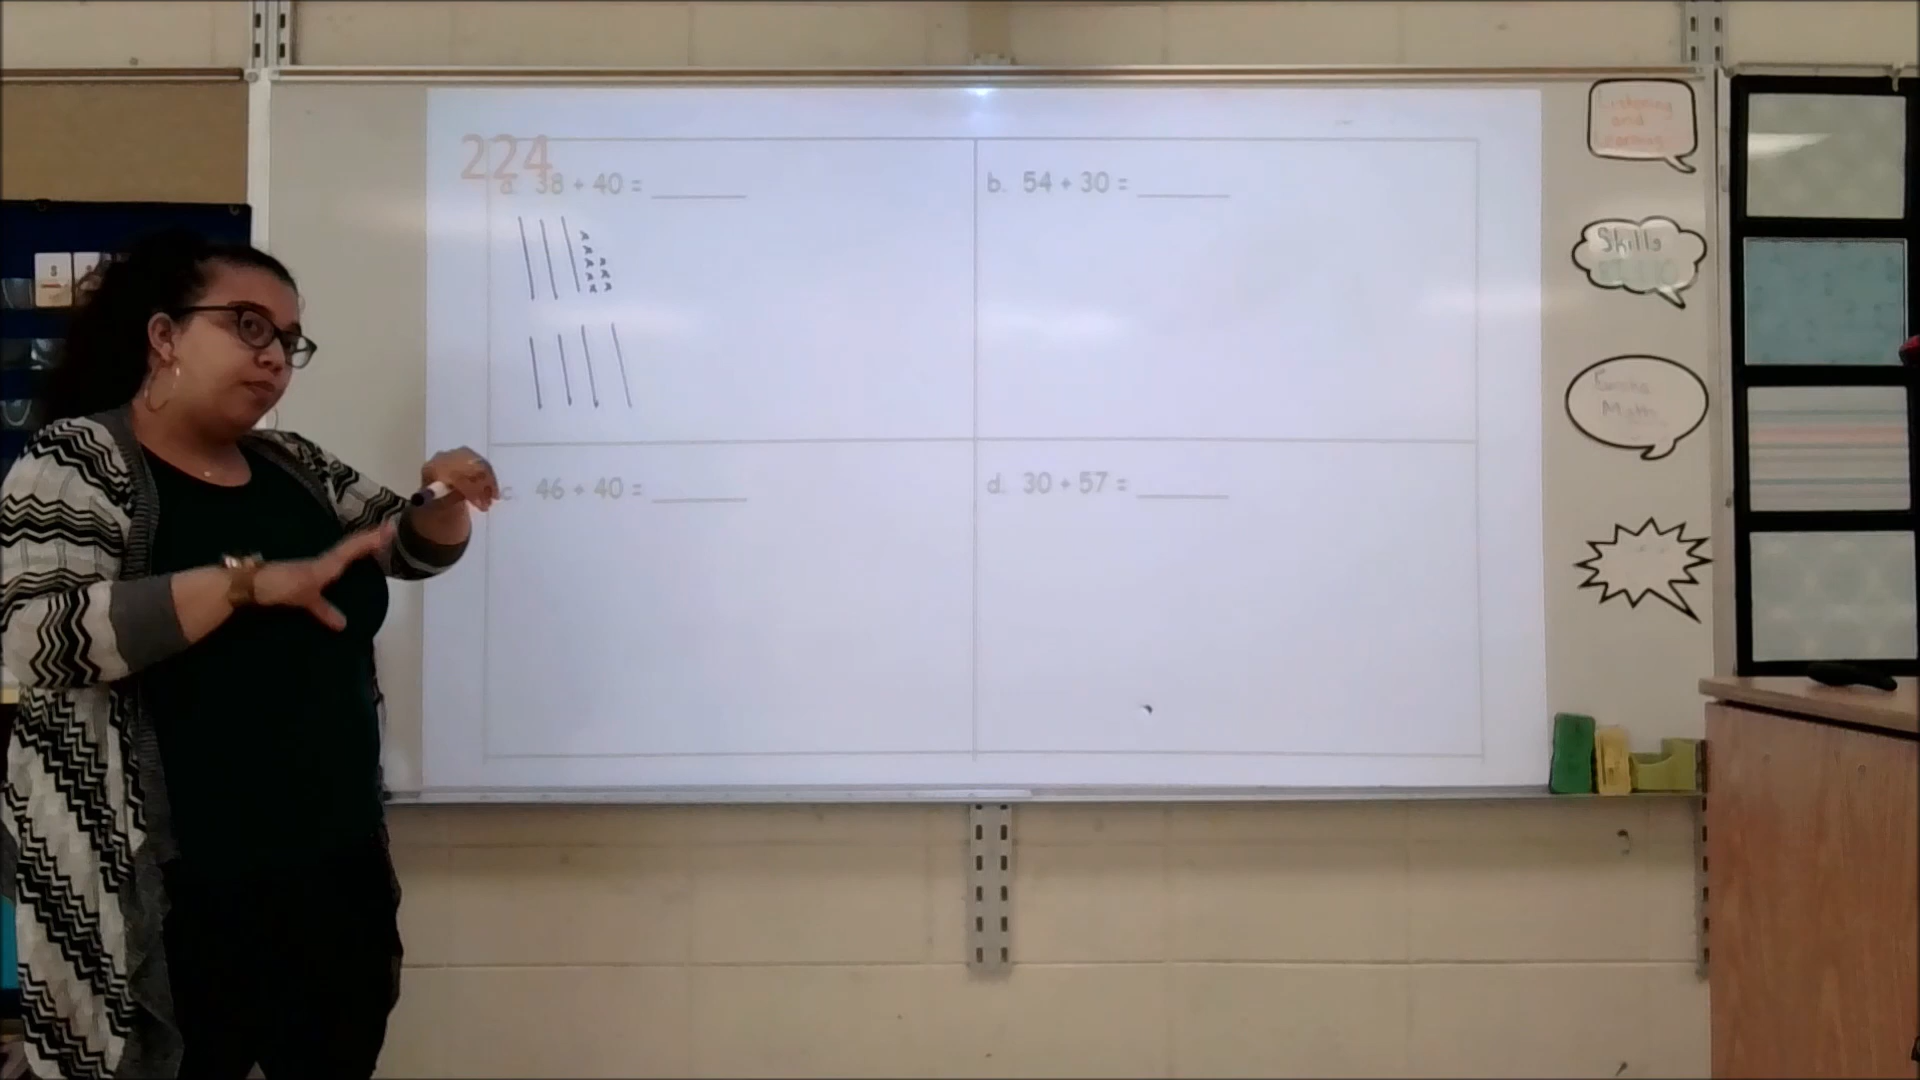 224
a. 38 + 40 = ______
b. 54 + 30 = ______
c. 46 + 40 = ______
d. 30 + 57 = ______
Listening
and
Learning
Skills
Eureka
Math
8